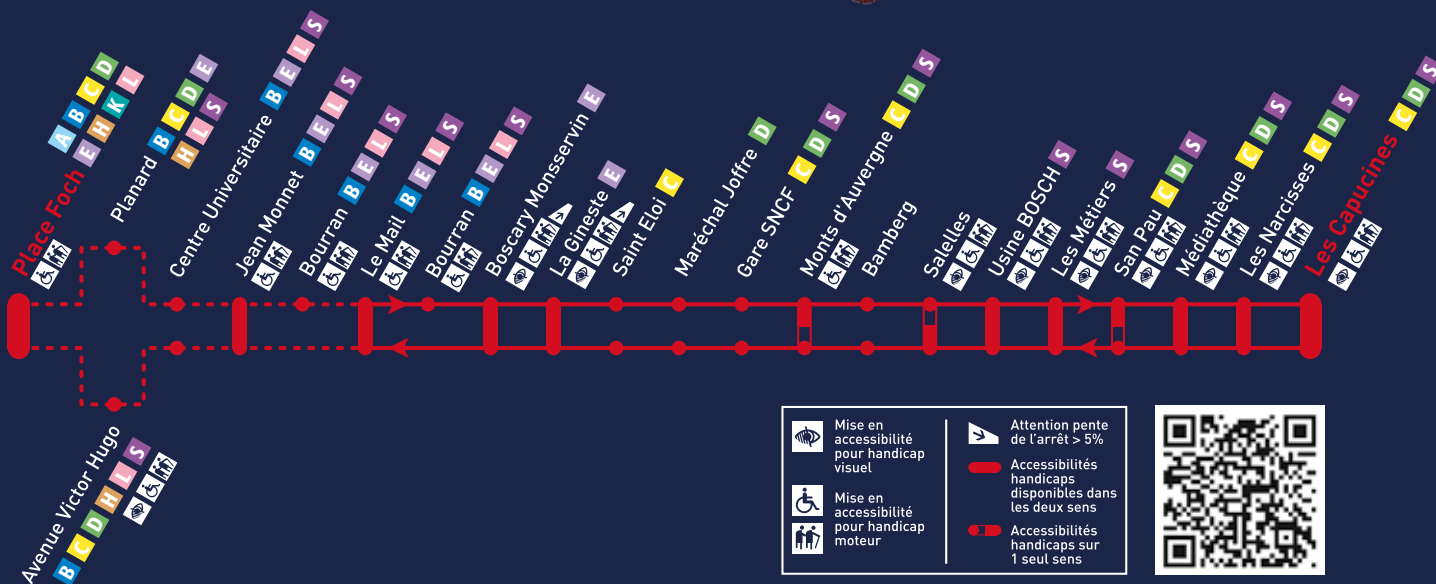 Place Foch A B C D E H K L
Planard B C D E H L S
Centre Universitaire B E L S
Jean Monnet B E L S
Bourran B E L S
Le Mail B E L S
Bourran B E L S
Boscary Monsservin E
La Gineste E
Saint Eloi C
Maréchal Joffre D
Gare SNCF C D S
Monts d'Auvergne C D S
Bamberg
Salelles
Usine BOSCH S
Les Métiers S
San Pau C D S
Médiathèque C D S
Les Narcisses C D S
Les Capucines C D S
Avenue Victor Hugo B C D H L S
Mise en
accessibilité
pour handicap
visuel
Mise en
accessibilité
pour handicap
moteur
Attention pente
de l'arrêt > 5%
Accessibilités
handicaps
disponibles dans
les deux sens
Accessibilités
handicaps sur
1 seul sens